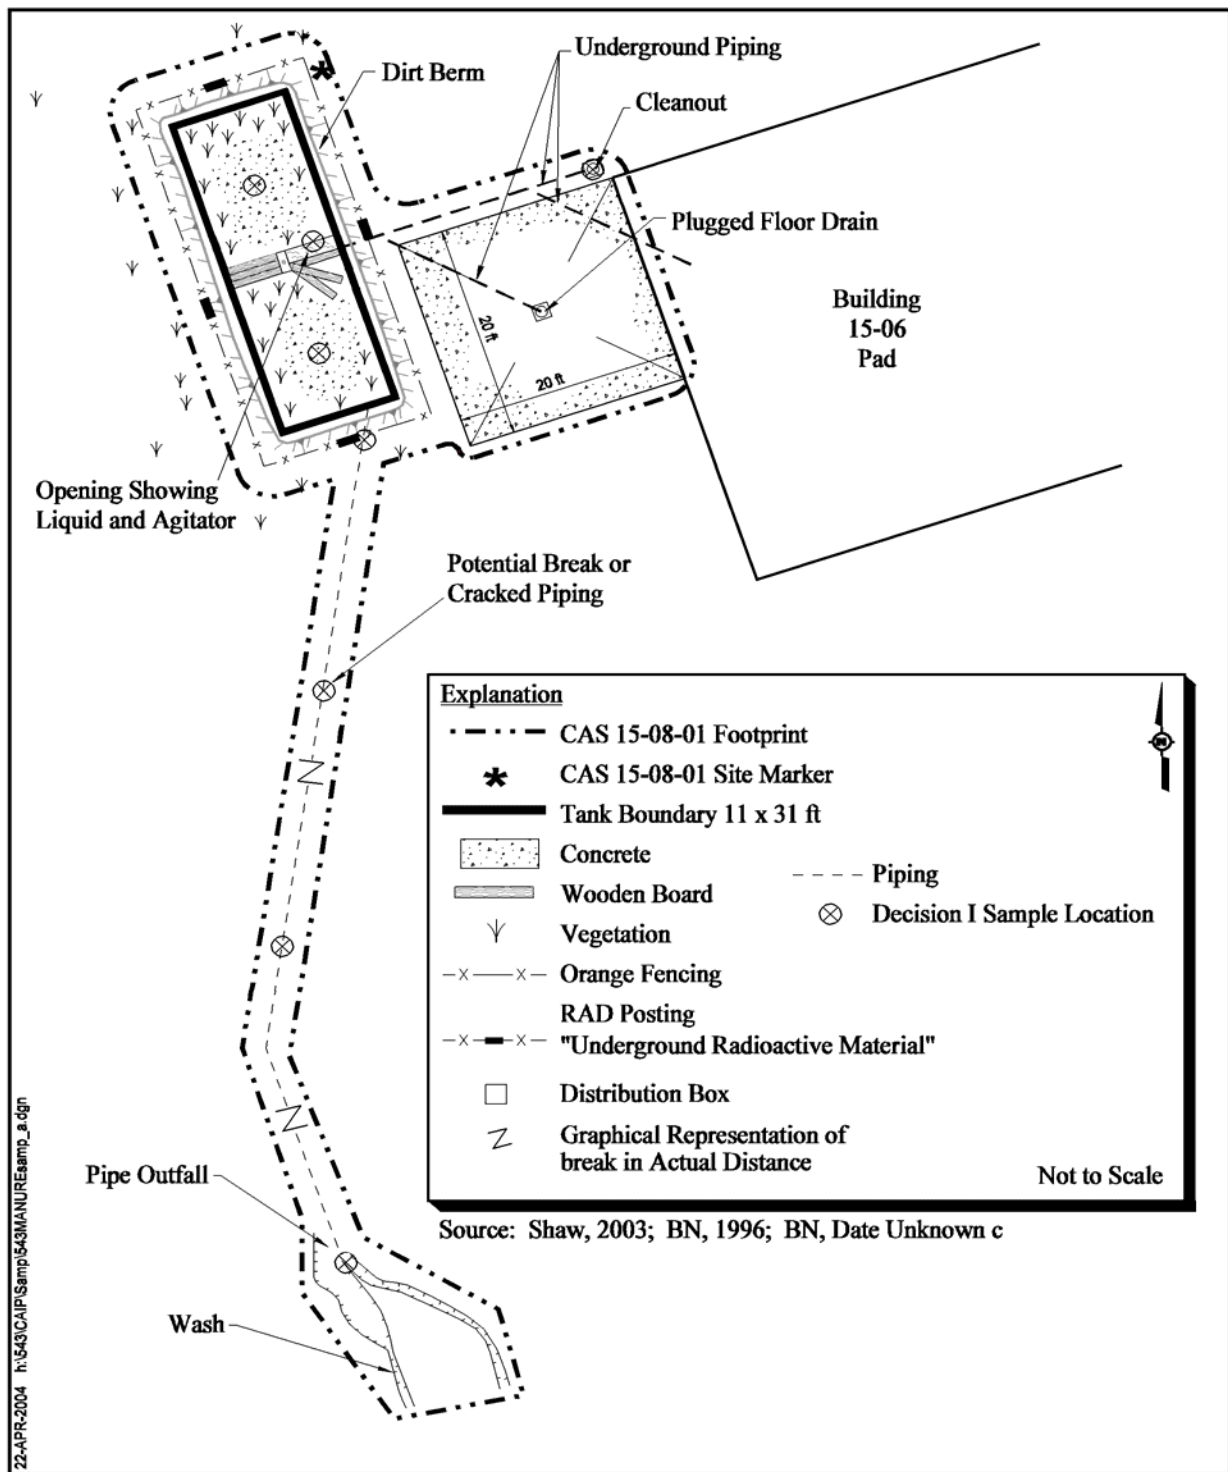 Underground Piping
Dirt Berm
Cleanout
Plugged Floor Drain
Building
15-06
Pad
20 ft
20 ft
Opening Showing
Liquid and Agitator
Potential Break or
Cracked Piping
Explanation
CAS 15-08-01 Footprint
CAS 15-08-01 Site Marker
Tank Boundary 11 x 31 ft
Concrete
Wooden Board
Vegetation
-x——x- Orange Fencing
RAD Posting
-x-▬-x- "Underground Radioactive Material"
Distribution Box
Graphical Representation of
break in Actual Distance
Piping
Decision I Sample Location
N
Not to Scale
Pipe Outfall
Wash
Source: Shaw, 2003; BN, 1996; BN, Date Unknown c
22-APR-2004 h:\543\CAIP\Samp\543MANUREsamp_a.dgn